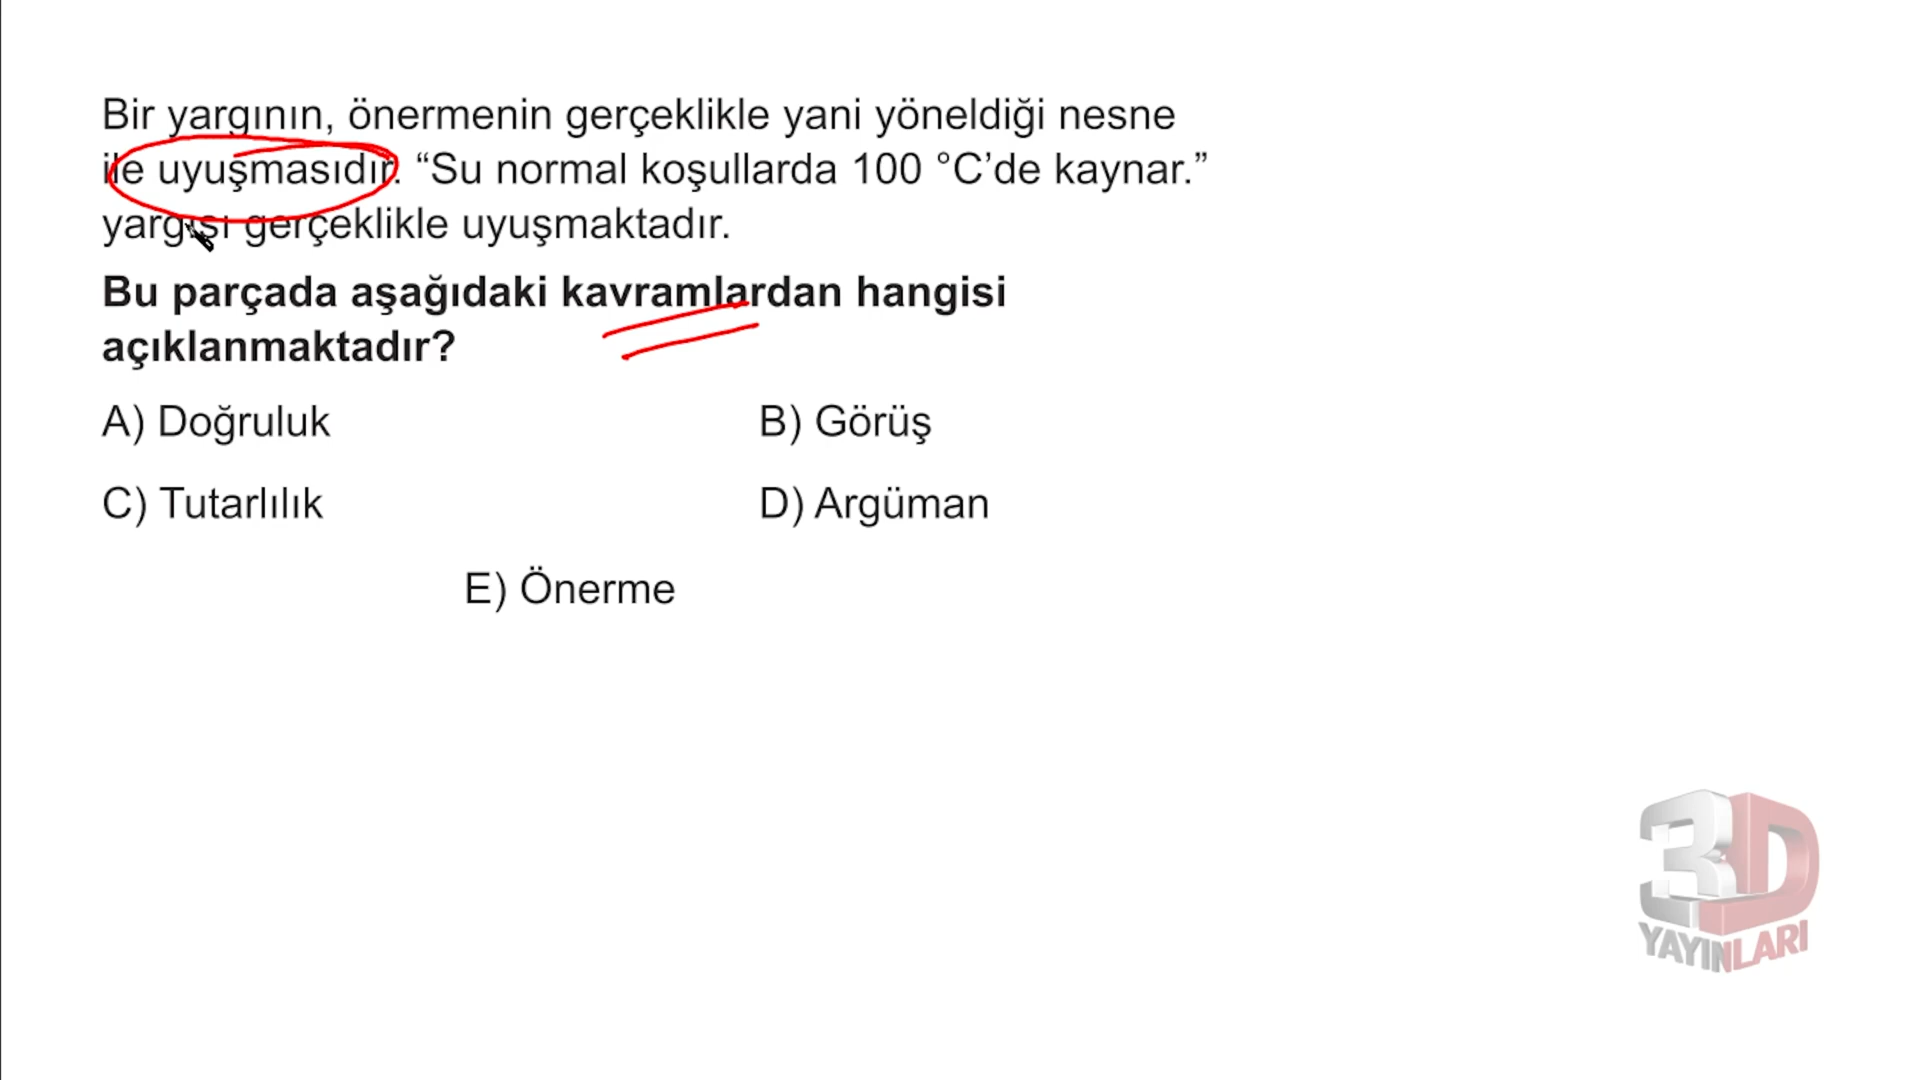 Bir yargının, önermenin gerçeklikle yani yöneldiği nesne
ile uyuşmasıdır. “Su normal koşullarda 100 °C’de kaynar.”
yargısı gerçeklikle uyuşmaktadır.
Bu parçada aşağıdaki kavramlardan hangisi
açıklanmaktadır?
A) Doğruluk B) Görüş
C) Tutarlılık D) Argüman
E) Önerme
3D
YAYINLARI